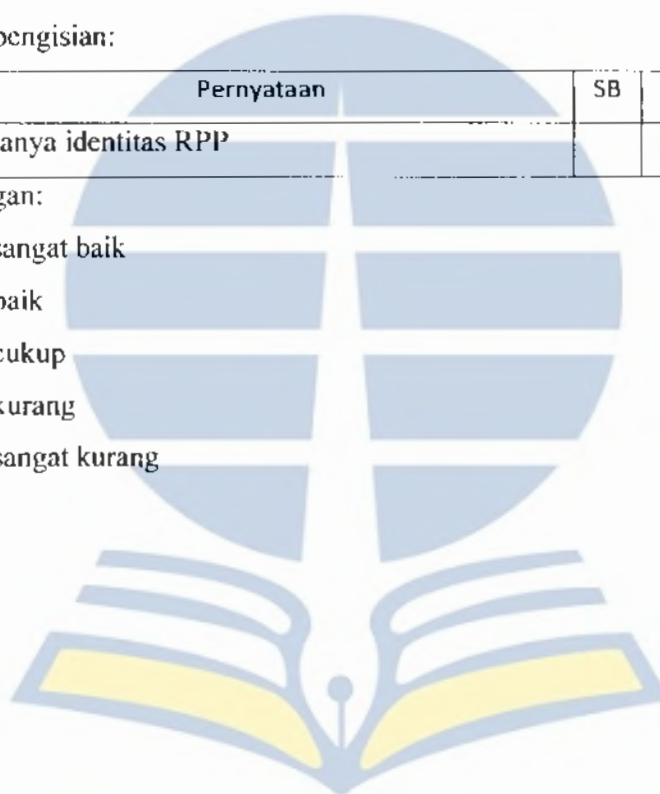 pengisian:
Pernyataan SB
anya identitas RPP
gan:
sangat baik
baik
cukup
kurang
sangat kurang